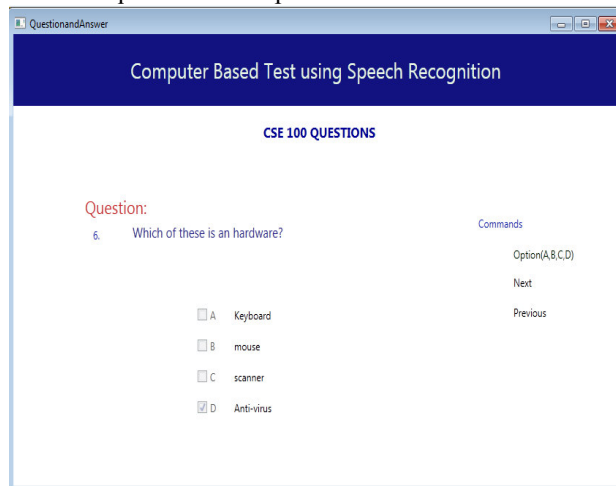 QuestionandAnswer
Computer Based Test using Speech Recognition
CSE 100 QUESTIONS
Question:
6. Which of these is an hardware?
Commands
Option(A,B,C,D)
Next
Previous
A Keyboard
B mouse
C scanner
D Anti-virus